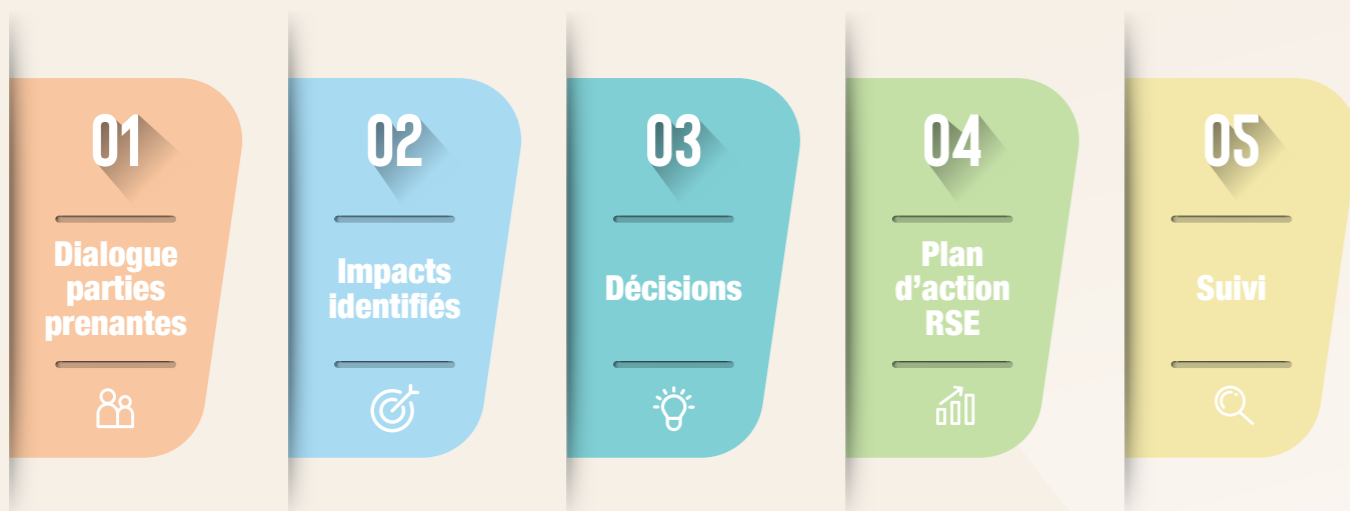 01
Dialogue
parties
prenantes
02
Impacts
identifiés
03
Décisions
04
Plan
d’action
RSE
05
Suivi